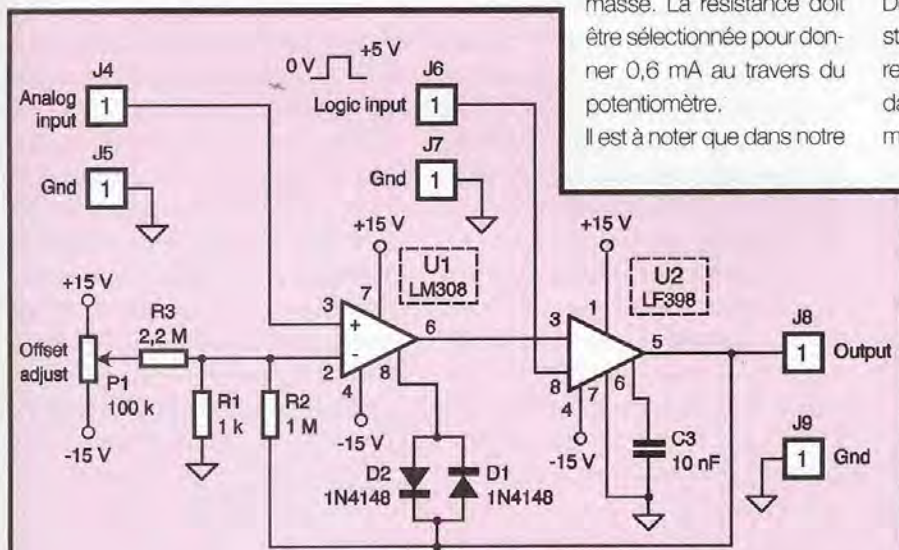 masse. La résistance doit
être sélectionnée pour don-
ner 0,6 mA au travers du
potentiomètre.
Il est à noter que dans notre
J4
Analog
input
1
J5
Gnd
1
0 V
+5 V
J6
Logic input
1
J7
Gnd
1
+15 V
Offset
adjust
P1
100 k
-15 V
R3
2,2 M
R1
1 k
R2
1 M
+15 V
U1
LM308
3
+
-
2
7
6
4
8
-15 V
D2
1N4148
D1
1N4148
+15 V
U2
LF398
1
3
8
5
4
7
6
-15 V
C3
10 nF
J8
1
Output
J9
1
Gnd